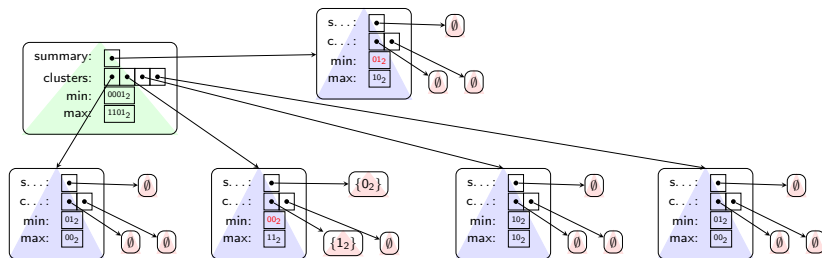 s...: ∅
c...:
min: 01₂
max: 10₂ ∅ ∅
summary:
clusters:
min: 0001₂
max: 1101₂
s...: ∅
c...:
min: 01₂
max: 00₂ ∅ ∅
s...: {0₂}
c...:
min: 00₂
max: 11₂ {1₂} ∅
s...: ∅
c...:
min: 10₂
max: 10₂ ∅ ∅
s...: ∅
c...:
min: 01₂
max: 00₂ ∅ ∅